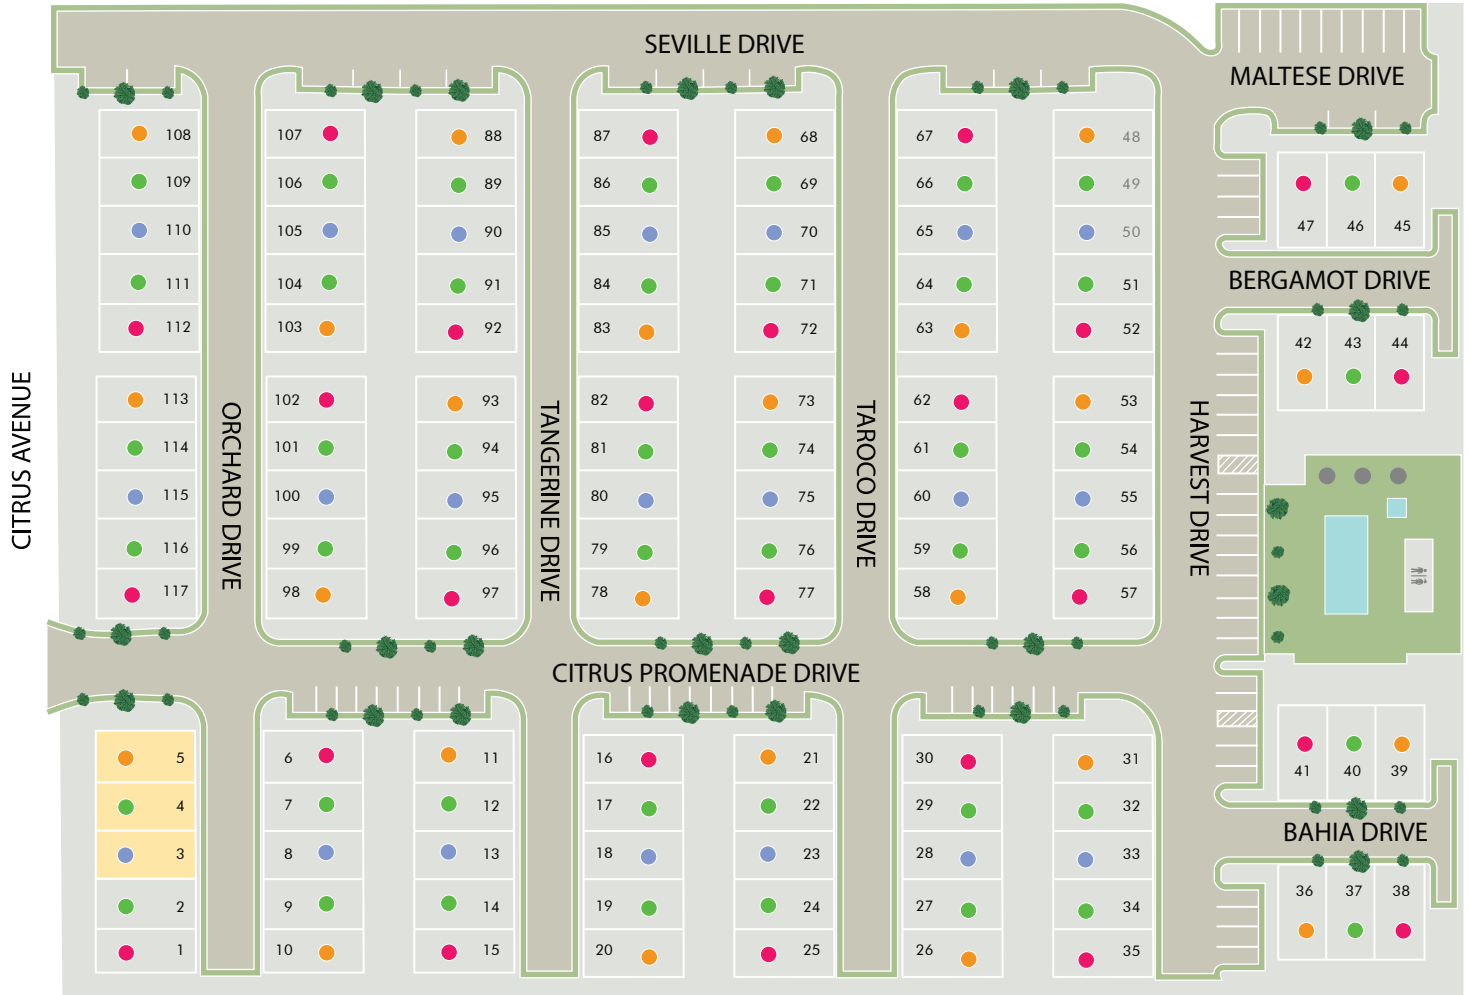 SEVILLE DRIVE
MALTESE DRIVE
108 107 88 87 68 67 48
109 106 89 86 69 66 49
110 105 90 85 70 65 50
111 104 91 84 71 64 51
112 103 92 83 72 63 52
47 46 45
BERGAMOT DRIVE
42 43 44
CITRUS AVENUE
ORCHARD DRIVE
TANGERINE DRIVE
TAROCO DRIVE
HARVEST DRIVE
113 102 93 82 73 62 53
114 101 94 81 74 61 54
115 100 95 80 75 60 55
116 99 96 79 76 59 56
117 98 97 78 77 58 57
CITRUS PROMENADE DRIVE
5 6 11 16 21 30 31
4 7 12 17 22 29 32
3 8 13 18 23 28 33
2 9 14 19 24 27 34
1 10 15 20 25 26 35
41 40 39
BAHIA DRIVE
36 37 38